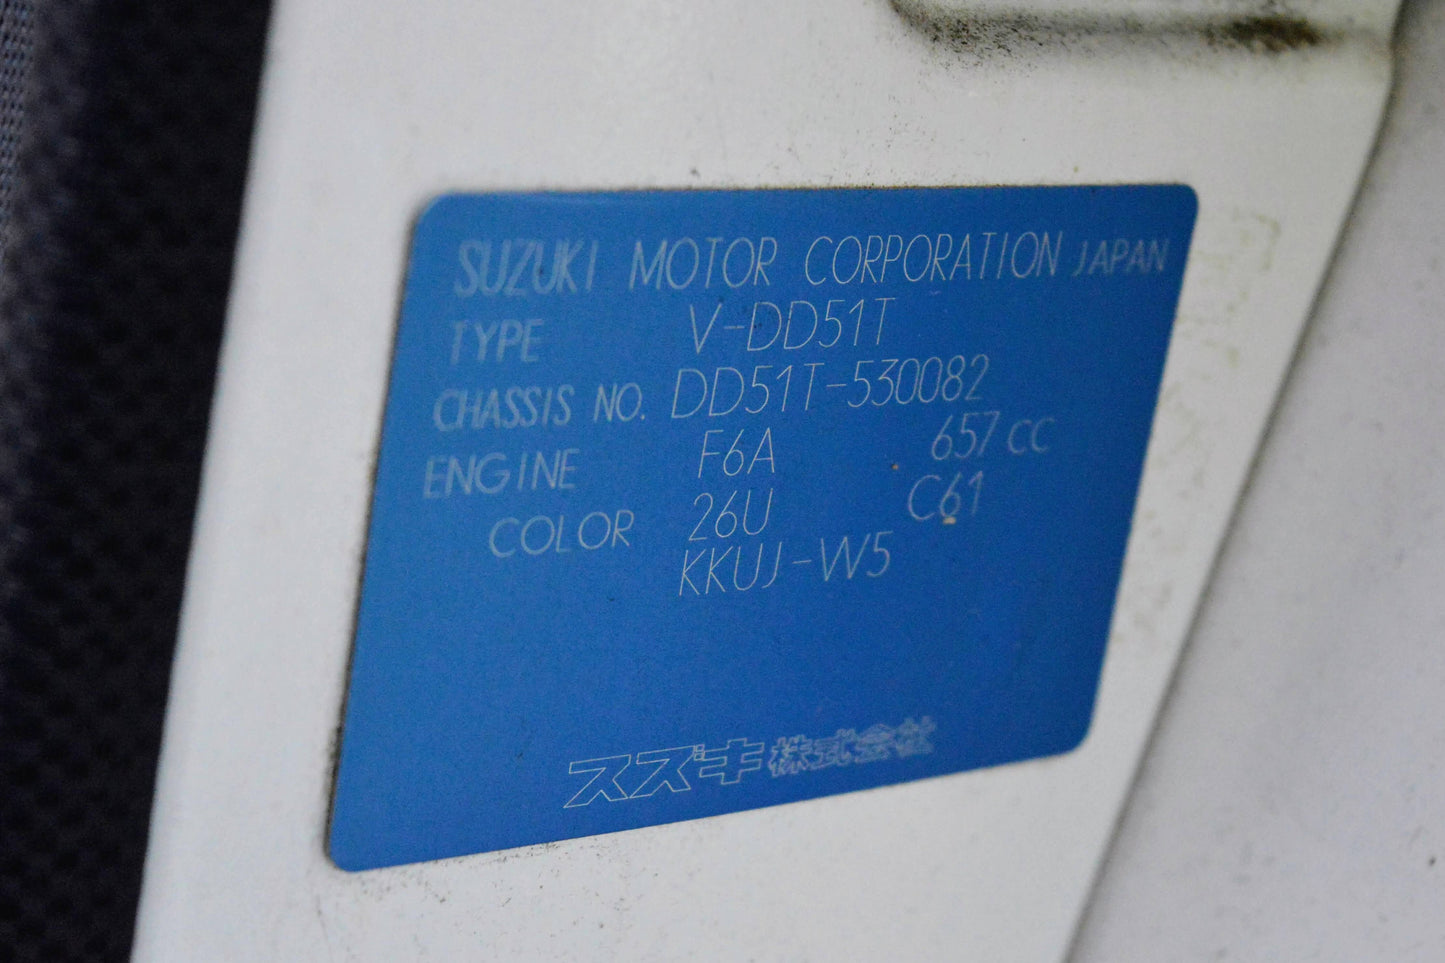 SUZUKI MOTOR CORPORATION JAPAN
TYPE V-DD51T
CHASSIS NO. DD51T-530082
ENGINE F6A 657 CC
COLOR 26U C61
KKUJ-W5
スズキ株式会社